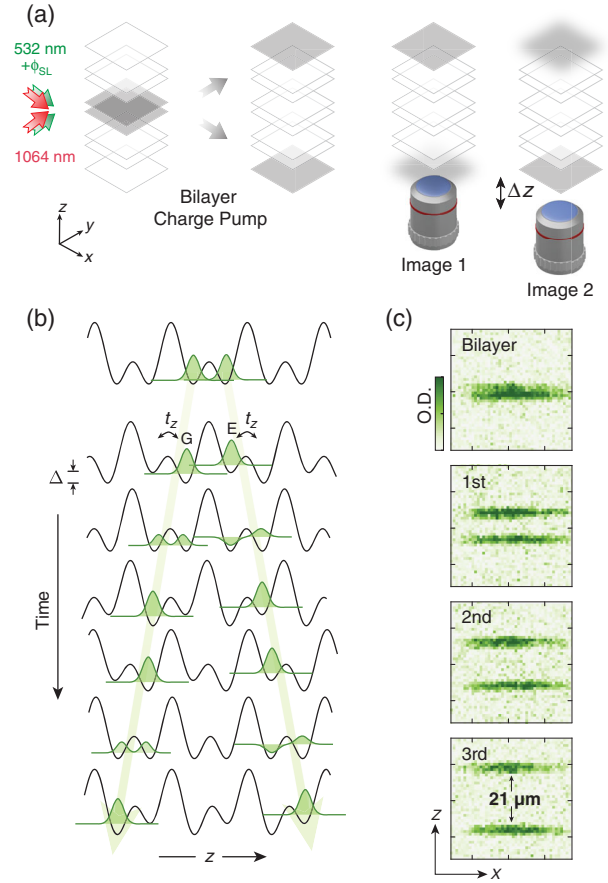 (a)
532 nm
+ϕSL
1064 nm
z
y
x
Bilayer
Charge Pump
Δz
Image 1
Image 2
(b)
tz
tz
G
E
Δ
Time
z
(c)
O.D.
Bilayer
1st
2nd
3rd
21 µm
z
x